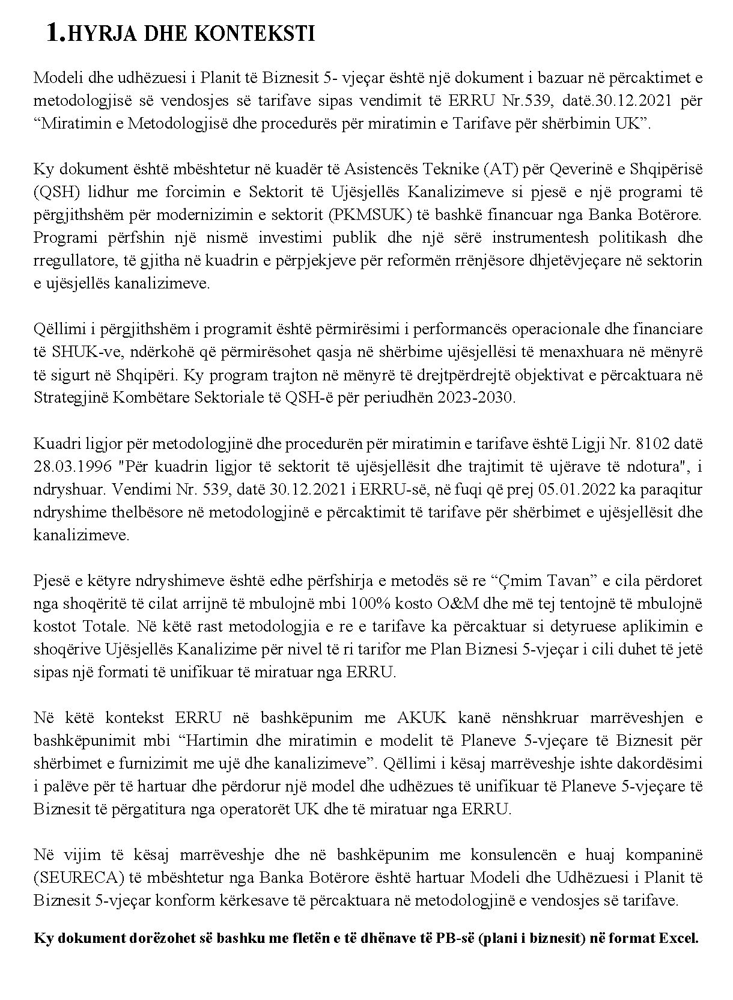 1.HYRJA DHE KONTEKSTI
Modeli dhe udhëzuesi i Planit të Biznesit 5- vjeçar është një dokument i bazuar në përcaktimet e
metodologjisë së vendosjes së tarifave sipas vendimit të ERRU Nr.539, datë.30.12.2021 për
“Miratimin e Metodologjisë dhe procedurës për miratimin e Tarifave për shërbimin UK”.
Ky dokument është mbështetur në kuadër të Asistencës Teknike (AT) për Qeverinë e Shqipërisë
(QSH) lidhur me forcimin e Sektorit të Ujësjellës Kanalizimeve si pjesë e një programi të
përgjithshëm për modernizimin e sektorit (PKMSUK) të bashkë financuar nga Banka Botërore.
Programi përfshin një nismë investimi publik dhe një sërë instrumentesh politikash dhe
rregullatore, të gjitha në kuadrin e përpjekjeve për reformën rrënjësore dhjetëvjeçare në sektorin
e ujësjellës kanalizimeve.
Qëllimi i përgjithshëm i programit është përmirësimi i performancës operacionale dhe financiare
të SHUK-ve, ndërkohë që përmirësohet qasja në shërbime ujësjellësi të menaxhuara në mënyrë
të sigurt në Shqipëri. Ky program trajton në mënyrë të drejtpërdrejtë objektivat e përcaktuara në
Strategjinë Kombëtare Sektoriale të QSH-ë për periudhën 2023-2030.
Kuadri ligjor për metodologjinë dhe procedurën për miratimin e tarifave është Ligji Nr. 8102 datë
28.03.1996 "Për kuadrin ligjor të sektorit të ujësjellësit dhe trajtimit të ujërave të ndotura", i
ndryshuar. Vendimi Nr. 539, datë 30.12.2021 i ERRU-së, në fuqi që prej 05.01.2022 ka paraqitur
ndryshime thelbësore në metodologjinë e përcaktimit të tarifave për shërbimet e ujësjellësit dhe
kanalizimeve.
Pjesë e këtyre ndryshimeve është edhe përfshirja e metodës së re “Çmim Tavan” e cila përdoret
nga shoqëritë të cilat arrijnë të mbulojnë mbi 100% kosto O&M dhe më tej tentojnë të mbulojnë
kostot Totale. Në këtë rast metodologjia e re e tarifave ka përcaktuar si detyruese aplikimin e
shoqërive Ujësjellës Kanalizime për nivel të ri tarifor me Plan Biznesi 5-vjeçar i cili duhet të jetë
sipas një formati të unifikuar të miratuar nga ERRU.
Në këtë kontekst ERRU në bashkëpunim me AKUK kanë nënshkruar marrëveshjen e
bashkëpunimit mbi “Hartimin dhe miratimin e modelit të Planeve 5-vjeçare të Biznesit për
shërbimet e furnizimit me ujë dhe kanalizimeve”. Qëllimi i kësaj marrëveshje ishte dakordësimi
i palëve për të hartuar dhe përdorur një model dhe udhëzues të unifikuar të Planeve 5-vjeçare të
Biznesit të përgatitura nga operatorët UK dhe të miratuar nga ERRU.
Në vijim të kësaj marrëveshje dhe në bashkëpunim me konsulencën e huaj kompaninë
(SEURECA) të mbështetur nga Banka Botërore është hartuar Modeli dhe Udhëzuesi i Planit të
Biznesit 5-vjeçar konform kërkesave të përcaktuara në metodologjinë e vendosjes së tarifave.
Ky dokument dorëzohet së bashku me fletën e të dhënave të PB-së (plani i biznesit) në format Excel.